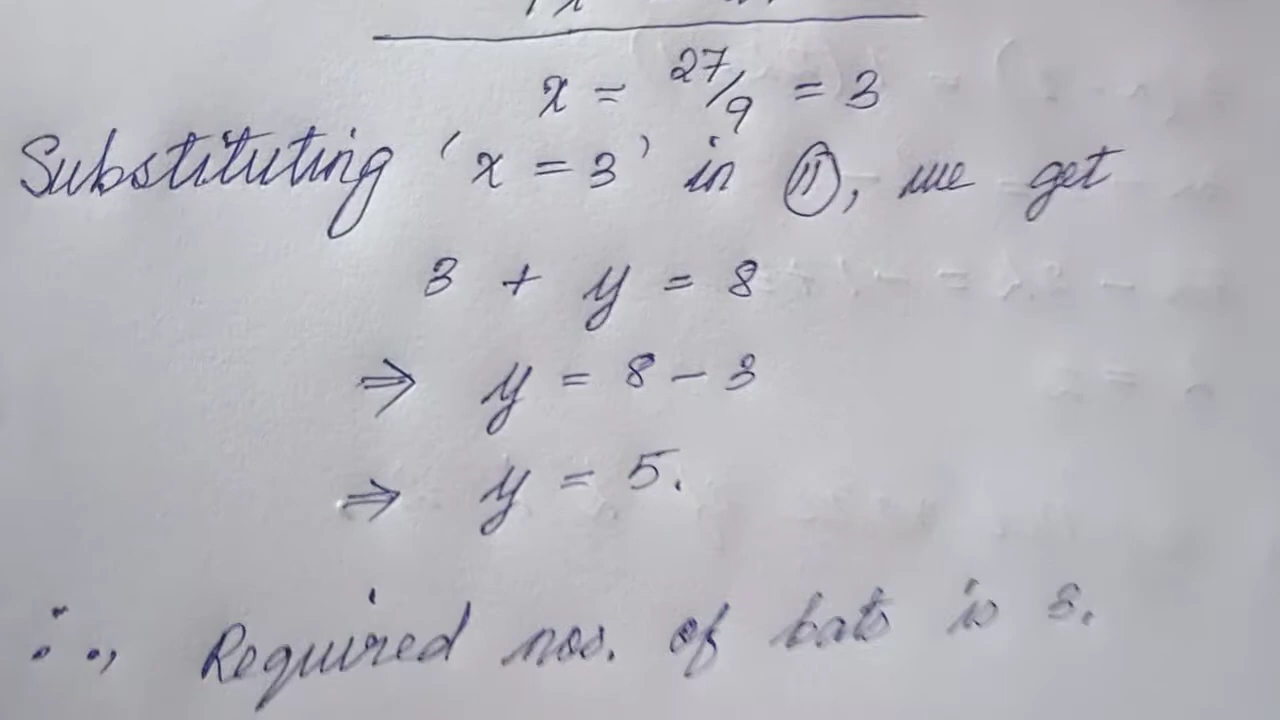 x = 27/9 = 3
Substituting ‘x = 3’ in (II), we get
3 + y = 8
⇒ y = 8 – 3
⇒ y = 5.
∴, Required nos. of bats is 3.